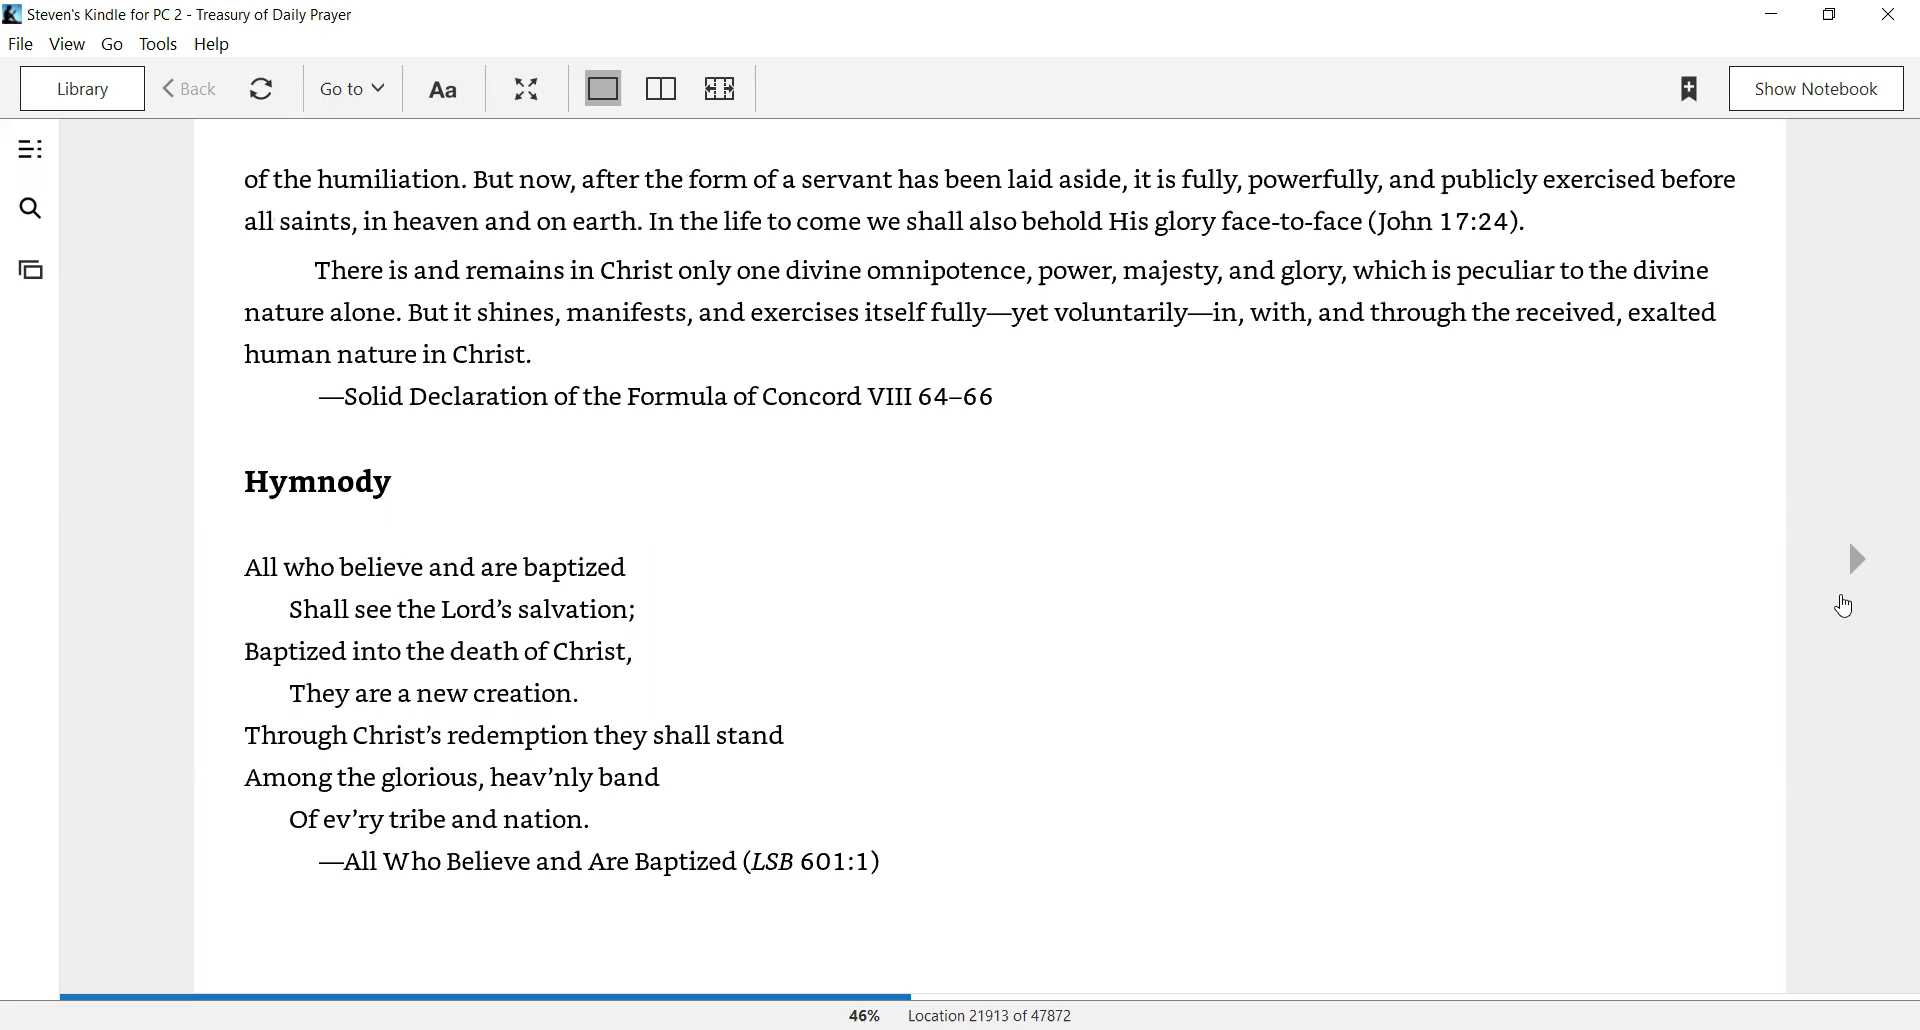 Steven's Kindle for PC 2 - Treasury of Daily Prayer
File View Go Tools Help
Library Back Go to Aa Show Notebook
of the humiliation. But now, after the form of a servant has been laid aside, it is fully, powerfully, and publicly exercised before
all saints, in heaven and on earth. In the life to come we shall also behold His glory face-to-face (John 17:24).
There is and remains in Christ only one divine omnipotence, power, majesty, and glory, which is peculiar to the divine
nature alone. But it shines, manifests, and exercises itself fully—yet voluntarily—in, with, and through the received, exalted
human nature in Christ.
—Solid Declaration of the Formula of Concord VIII 64–66
Hymnody
All who believe and are baptized
Shall see the Lord’s salvation;
Baptized into the death of Christ,
They are a new creation.
Through Christ’s redemption they shall stand
Among the glorious, heav’nly band
Of ev’ry tribe and nation.
—All Who Believe and Are Baptized (LSB 601:1)
46% Location 21913 of 47872